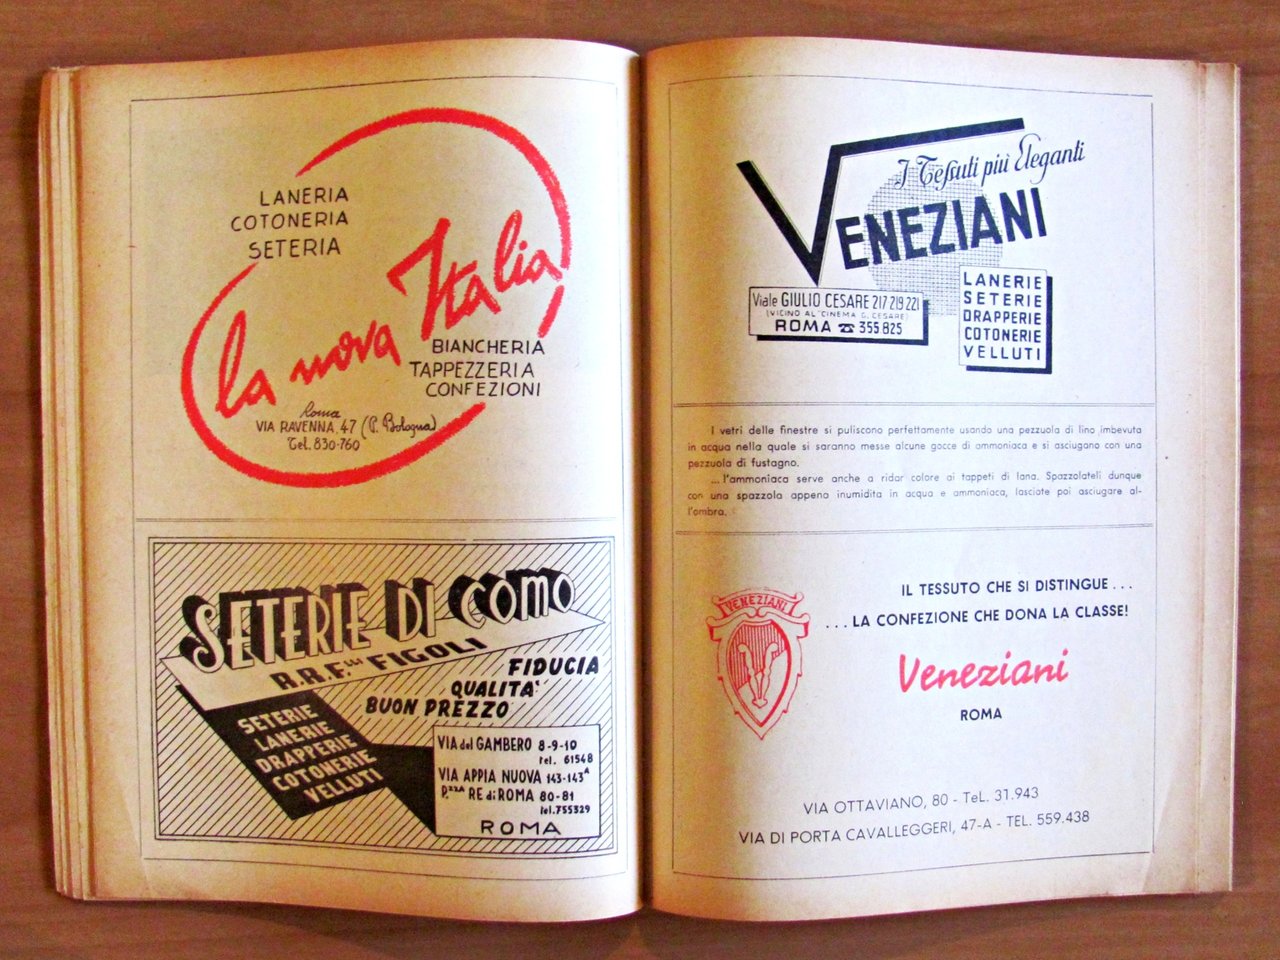 LANERIA
COTONERIA
SETERIA
la nova Italia
BIANCHERIA
TAPPEZZERIA
CONFEZIONI
Roma
VIA RAVENNA, 47 (P. Bologna)
Tel. 830-760
SETERIE DI COMO
R.R. F.lli FIGOLI
FIDUCIA
QUALITA'
BUON PREZZO
SETERIE
LANERIE
DRAPPERIE
COTONERIE
VELLUTI
VIA del GAMBERO 8-9-10
tel. 61548
VIA APPIA NUOVA 143-143A
P.zza RE di ROMA 80-81
tel. 755329
ROMA
I Tessuti più Eleganti
VENEZIANI
Viale GIULIO CESARE 217 219 221
(VICINO AL "CINEMA G. CESARE)
ROMA ☎ 355 825
LANERIE
SETERIE
DRAPPERIE
COTONERIE
VELLUTI
I vetri delle finestre si puliscono perfettamente usando una pezzuola di lino imbevuta
in acqua nella quale si saranno messe alcune gocce di ammoniaca e si asciugano con una
pezzuola di fustagno.
... l'ammoniaca serve anche a ridar colore ai tappeti di lana. Spazzolateli dunque
con una spazzola appena inumidita in acqua e ammoniaca, lasciate poi asciugare al-
l'ombra.
VENEZIANI
IL TESSUTO CHE SI DISTINGUE . . .
. . . LA CONFEZIONE CHE DONA LA CLASSE!
Veneziani
ROMA
VIA OTTAVIANO, 80 - TeL. 31.943
VIA DI PORTA CAVALLEGGERI, 47-A - TEL. 559.438